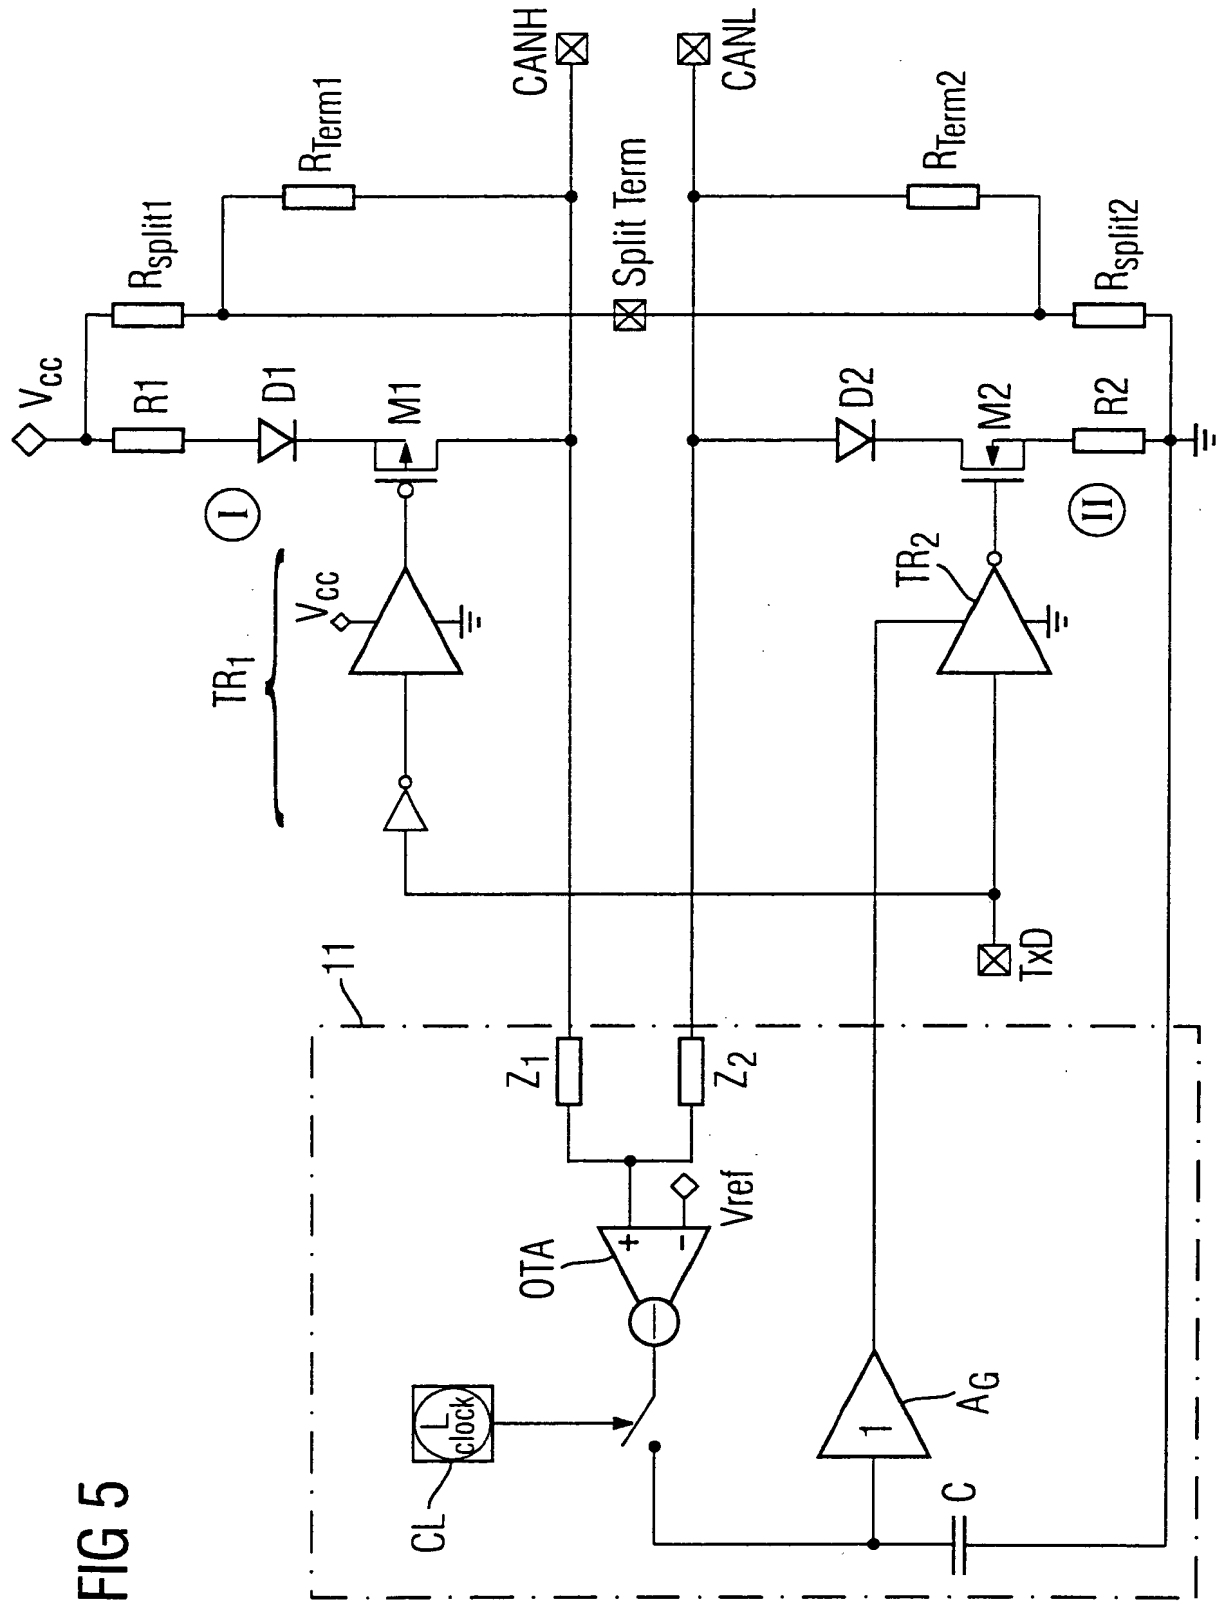 FIG 5
11
CL
L
clock
OTA
+
-
Vref
Z1
Z2
1
AG
C
TxD
TR1
Vcc
TR2
I
II
Vcc
R1
D1
M1
D2
M2
R2
Rsplit1
Rsplit2
Split Term
RTerm1
RTerm2
CANH
CANL